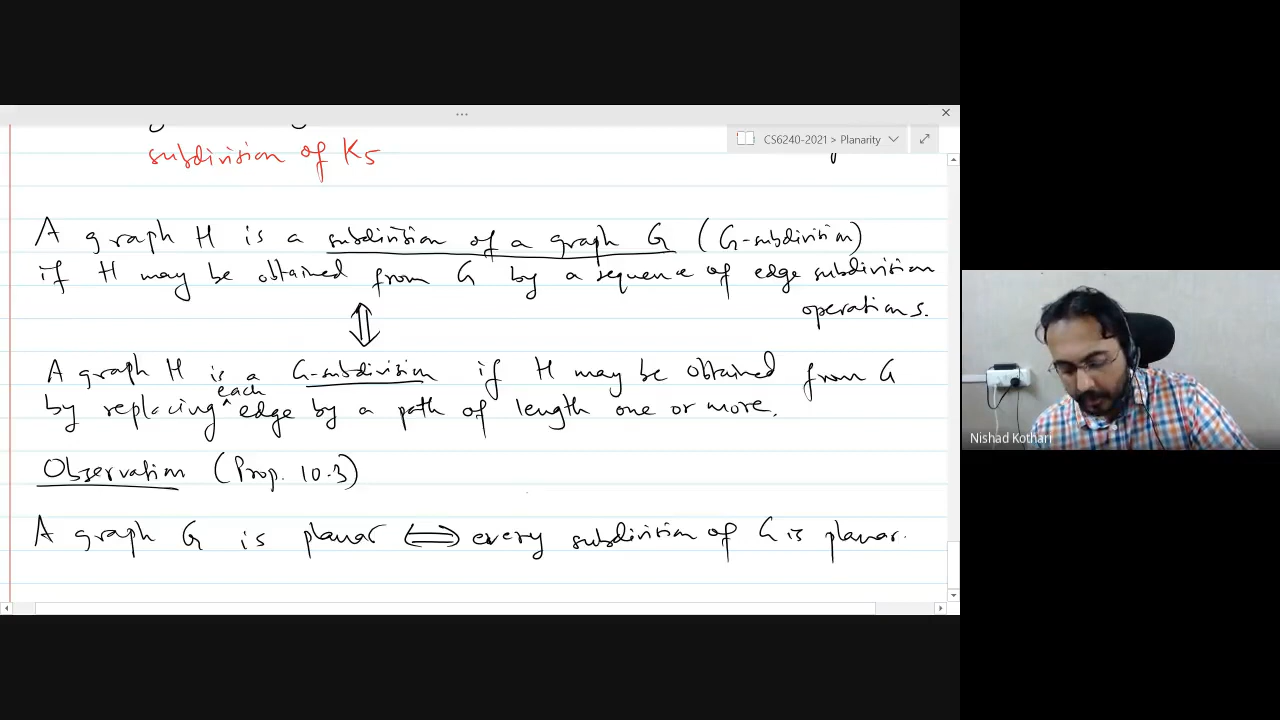 CS6240-2021 > Planarity
subdivision of K5
A graph H is a subdivision of a graph G (G-subdivision)
if H may be obtained from G by a sequence of edge subdivision
operations.
⇕
A graph H is a G-subdivision if H may be obtained from G
by replacing each edge by a path of length one or more.
Observation (Prop. 10.3)
A graph G is planar ⟺ every subdivision of G is planar.
Nishad Kothari